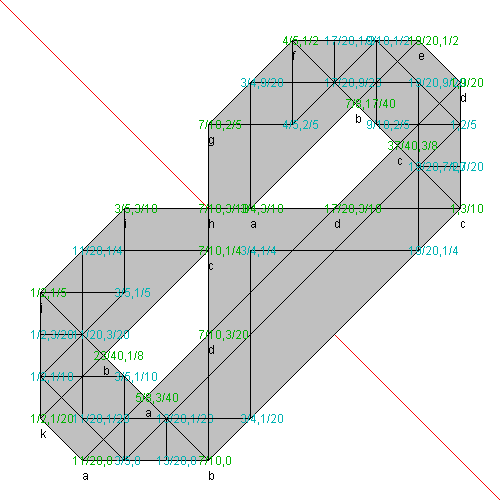 4/5,1/2 17/20,1/2 9/10,1/2 19/20,1/2
f e
3/4,9/20 17/20,9/20 19/20,9/20 1,9/20
d
7/8,17/40
b
7/10,2/5 4/5,2/5 9/10,2/5 1,2/5
g
37/40,3/8
c
19/20,7/20 1,7/20
3/5,3/10 7/10,3/10 3/4,3/10 17/20,3/10 1,3/10
j h a d c
11/20,1/4 7/10,1/4 3/4,1/4 19/20,1/4
c
1/2,1/5 3/5,1/5
i
1/2,3/20 11/20,3/20 7/10,3/20
d
23/40,1/8
b
1/2,1/10 3/5,1/10
5/8,3/40
a
1/2,1/20 11/20,1/20 13/20,1/20 3/4,1/20
k
11/20,0 3/5,0 13/20,0 7/10,0
a b